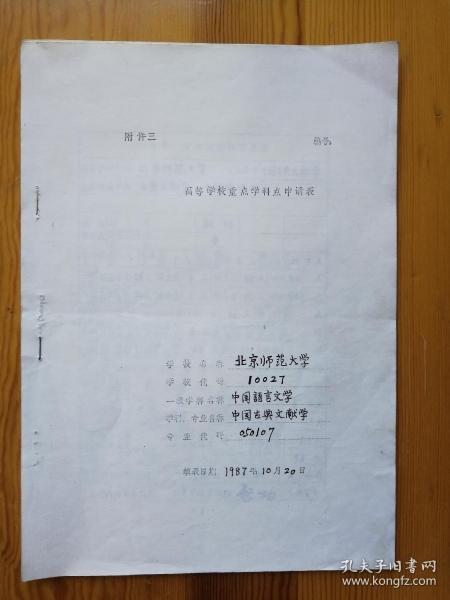 附件三
编号:
高等学校重点学科点申请表
学校名称 北京师范大学
学校代号 10027
一级学科名称 中国語言文学
学科、专业名称 中国古典文献学
专业代号 050107
填表日期: 1987年10月20日
孔夫子旧书网
www.kongfz.com